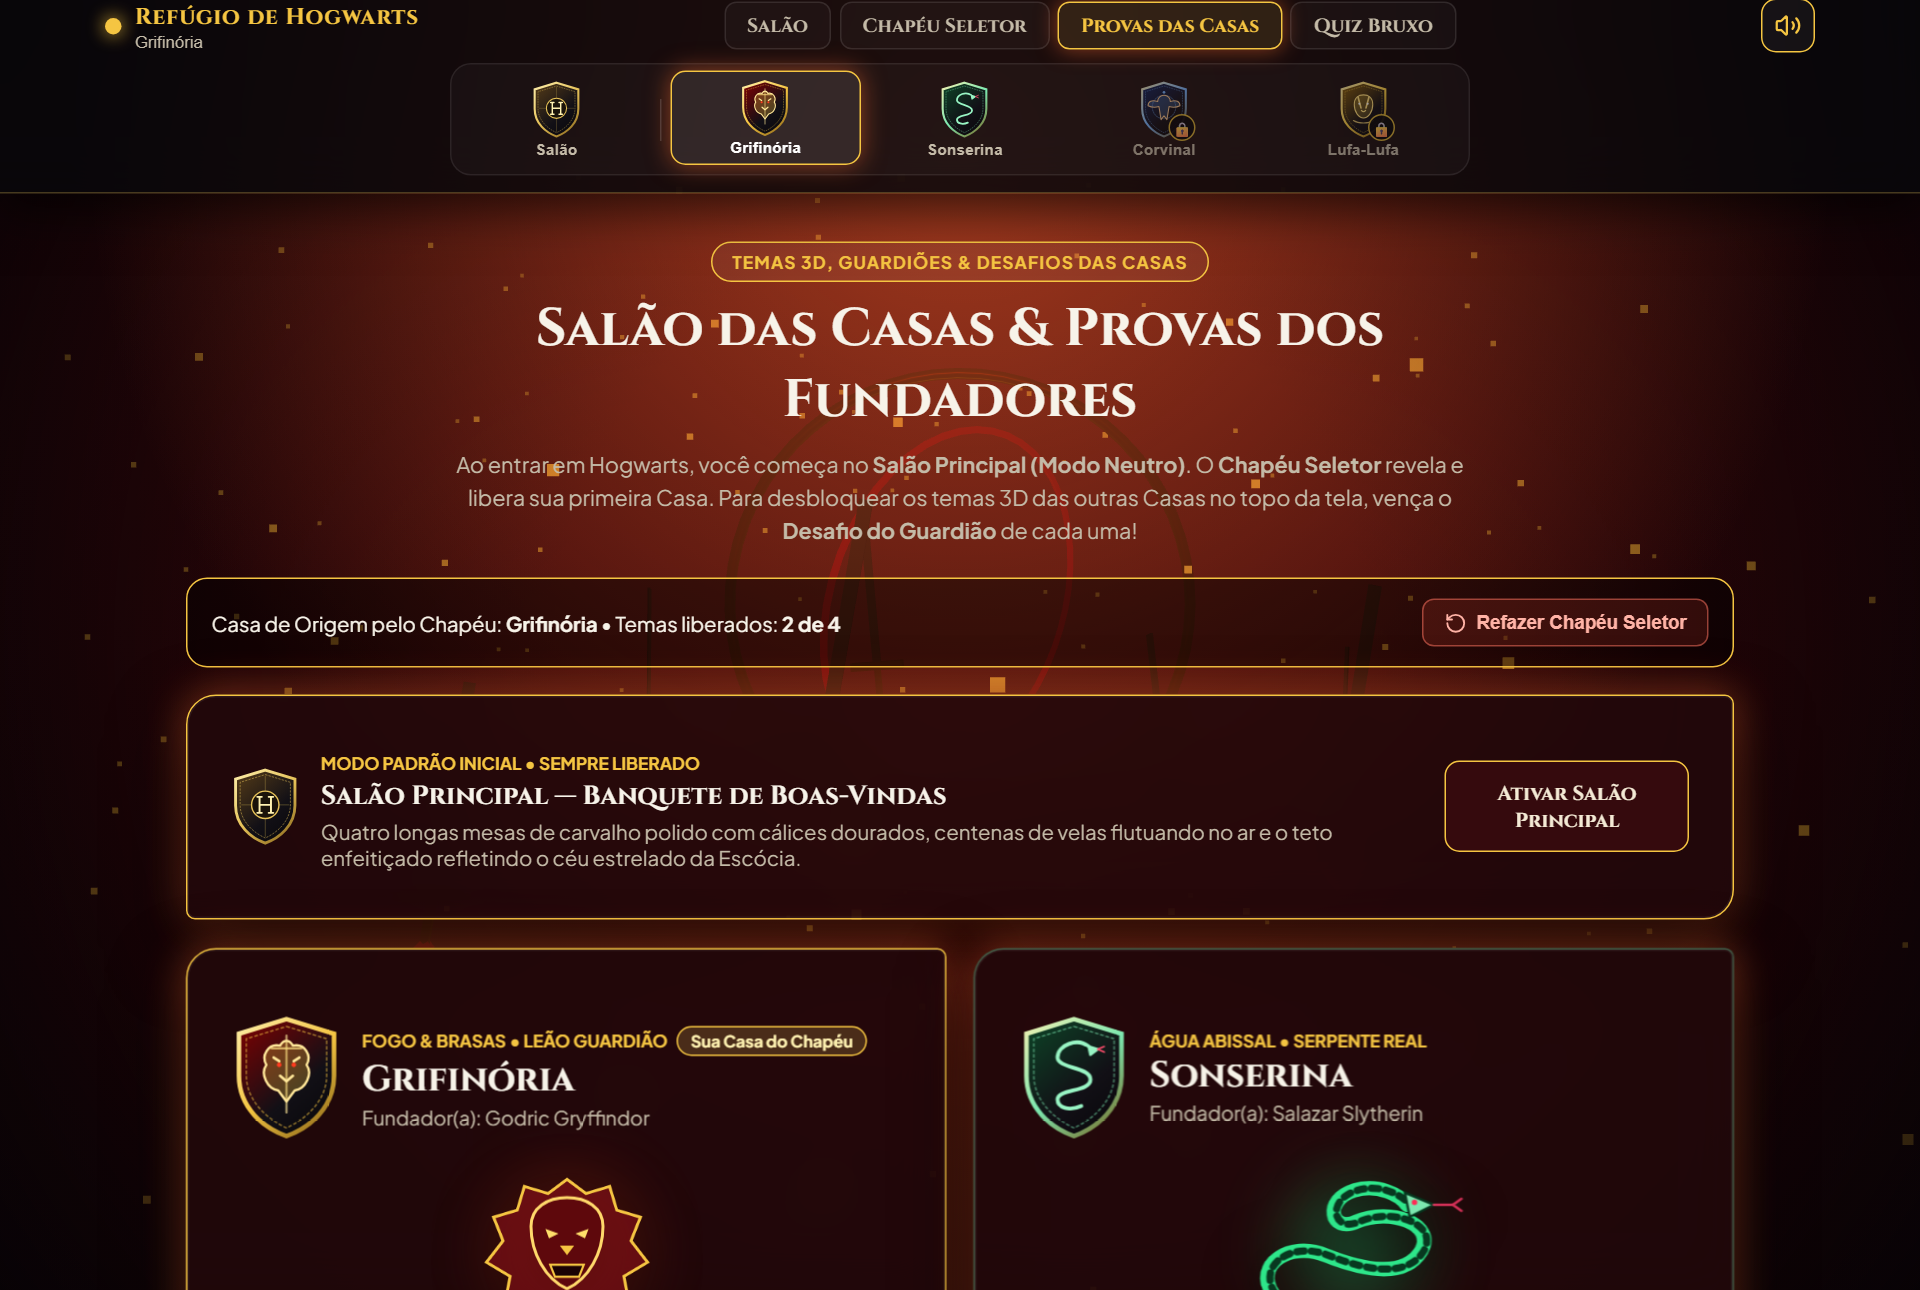 Refúgio de Hogwarts
Grifinória
Salão
Chapéu Seletor
Provas das Casas
Quiz Bruxo
H
Salão
Grifinória
Sonserina
Corvinal
Lufa-Lufa
TEMAS 3D, GUARDIÕES & DESAFIOS DAS CASAS
Salão das Casas & Provas dos
Fundadores
Ao entrar em Hogwarts, você começa no Salão Principal (Modo Neutro). O Chapéu Seletor revela e
libera sua primeira Casa. Para desbloquear os temas 3D das outras Casas no topo da tela, vença o
Desafio do Guardião de cada uma!
Casa de Origem pelo Chapéu: Grifinória • Temas liberados: 2 de 4
Refazer Chapéu Seletor
MODO PADRÃO INICIAL • SEMPRE LIBERADO
H
Salão Principal — Banquete de Boas-Vindas
Quatro longas mesas de carvalho polido com cálices dourados, centenas de velas flutuando no ar e o teto
enfeitiçado refletindo o céu estrelado da Escócia.
Ativar Salão
Principal
FOGO & BRASAS • LEÃO GUARDIÃO
Sua Casa do Chapéu
Grifinória
Fundador(a): Godric Gryffindor
ÁGUA ABISSAL • SERPENTE REAL
Sonserina
Fundador(a): Salazar Slytherin